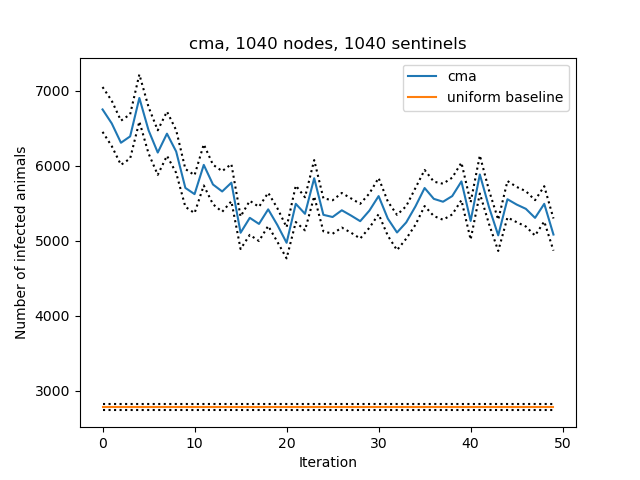 cma, 1040 nodes, 1040 sentinels
cma
uniform baseline
Number of infected animals
7000
6000
5000
4000
3000
0 10 20 30 40 50
Iteration